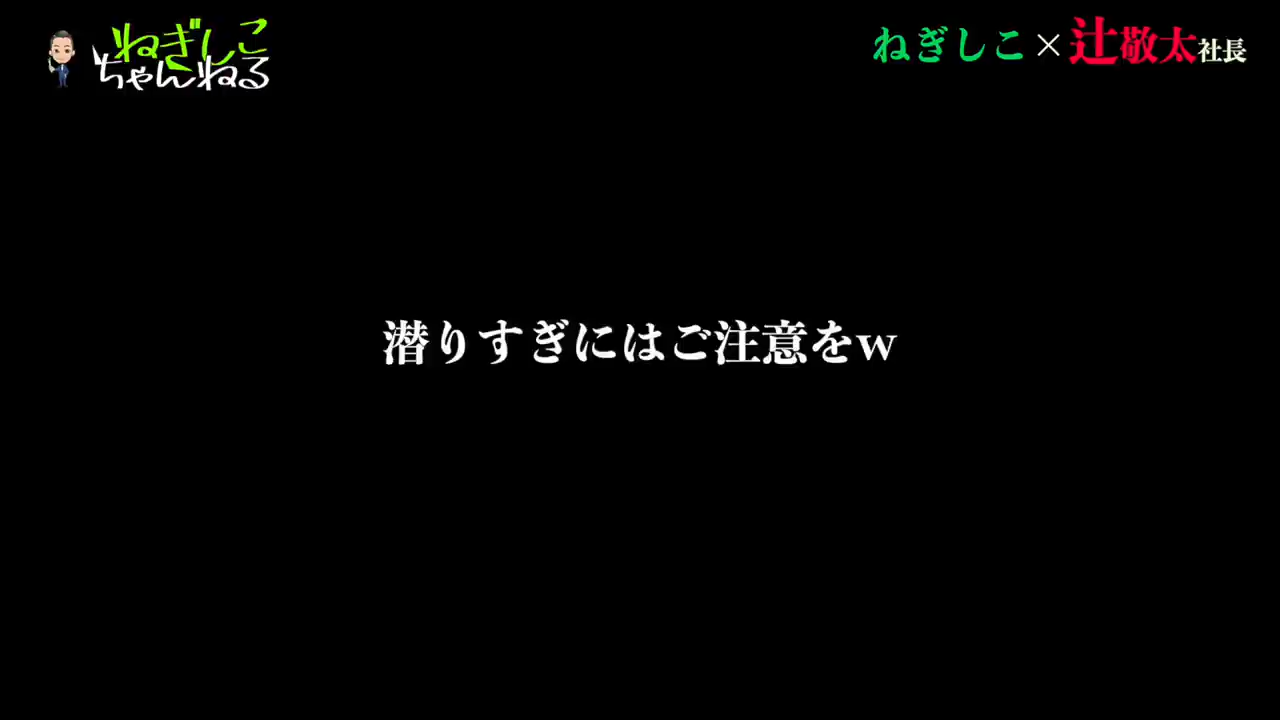 ねぎしこ
ちゃんねる
ねぎしこ×辻敬太社長
潜りすぎにはご注意をw